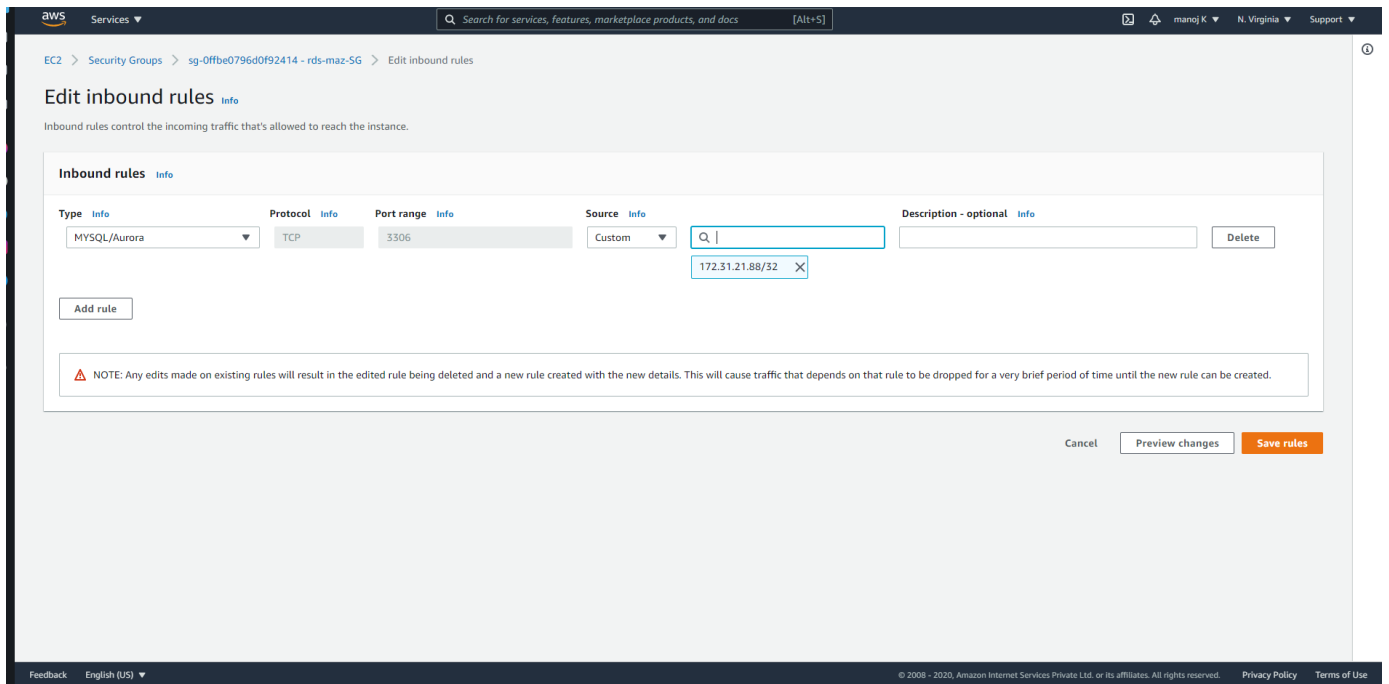 aws Services ▼ Search for services, features, marketplace products, and docs [Alt+S] manoj K ▼ N. Virginia ▼ Support ▼
EC2 > Security Groups > sg-0ffbe0796d0f92414 - rds-maz-SG > Edit inbound rules
Edit inbound rules Info
Inbound rules control the incoming traffic that's allowed to reach the instance.
Inbound rules Info
Type Info Protocol Info Port range Info Source Info Description - optional Info
MYSQL/Aurora ▼ TCP 3306 Custom ▼ Delete
172.31.21.88/32 X
Add rule
NOTE: Any edits made on existing rules will result in the edited rule being deleted and a new rule created with the new details. This will cause traffic that depends on that rule to be dropped for a very brief period of time until the new rule can be created.
Cancel Preview changes Save rules
Feedback English (US) ▼ © 2008 - 2020, Amazon Internet Services Private Ltd. or its affiliates. All rights reserved. Privacy Policy Terms of Use